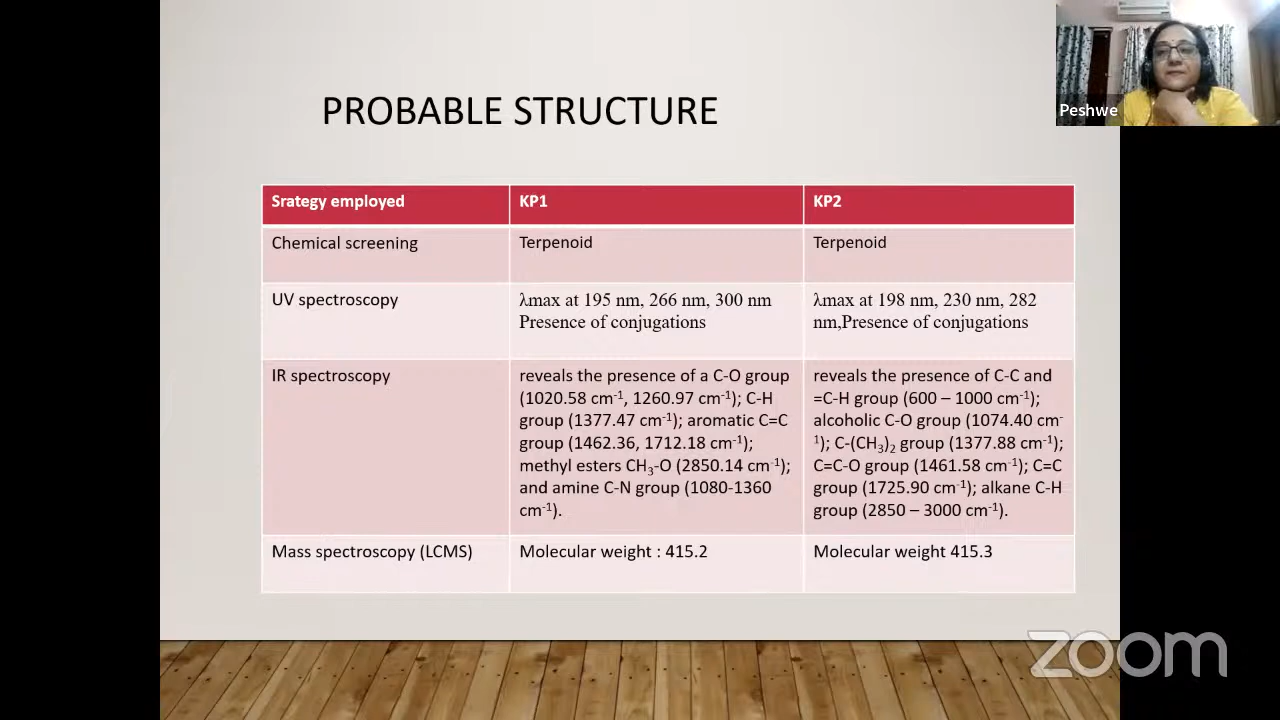 PROBABLE STRUCTURE
Peshwe
Srategy employed
KP1
KP2
Chemical screening
Terpenoid
Terpenoid
UV spectroscopy
λmax at 195 nm, 266 nm, 300 nm
Presence of conjugations
λmax at 198 nm, 230 nm, 282
nm,Presence of conjugations
IR spectroscopy
reveals the presence of a C-O group
(1020.58 cm⁻¹, 1260.97 cm⁻¹); C-H
group (1377.47 cm⁻¹); aromatic C=C
group (1462.36, 1712.18 cm⁻¹);
methyl esters CH₃-O (2850.14 cm⁻¹);
and amine C-N group (1080-1360
cm⁻¹).
reveals the presence of C-C and
=C-H group (600 – 1000 cm⁻¹);
alcoholic C-O group (1074.40 cm⁻
¹); C-(CH₃)₂ group (1377.88 cm⁻¹);
C=C-O group (1461.58 cm⁻¹); C=C
group (1725.90 cm⁻¹); alkane C-H
group (2850 – 3000 cm⁻¹).
Mass spectroscopy (LCMS)
Molecular weight : 415.2
Molecular weight 415.3
zoom